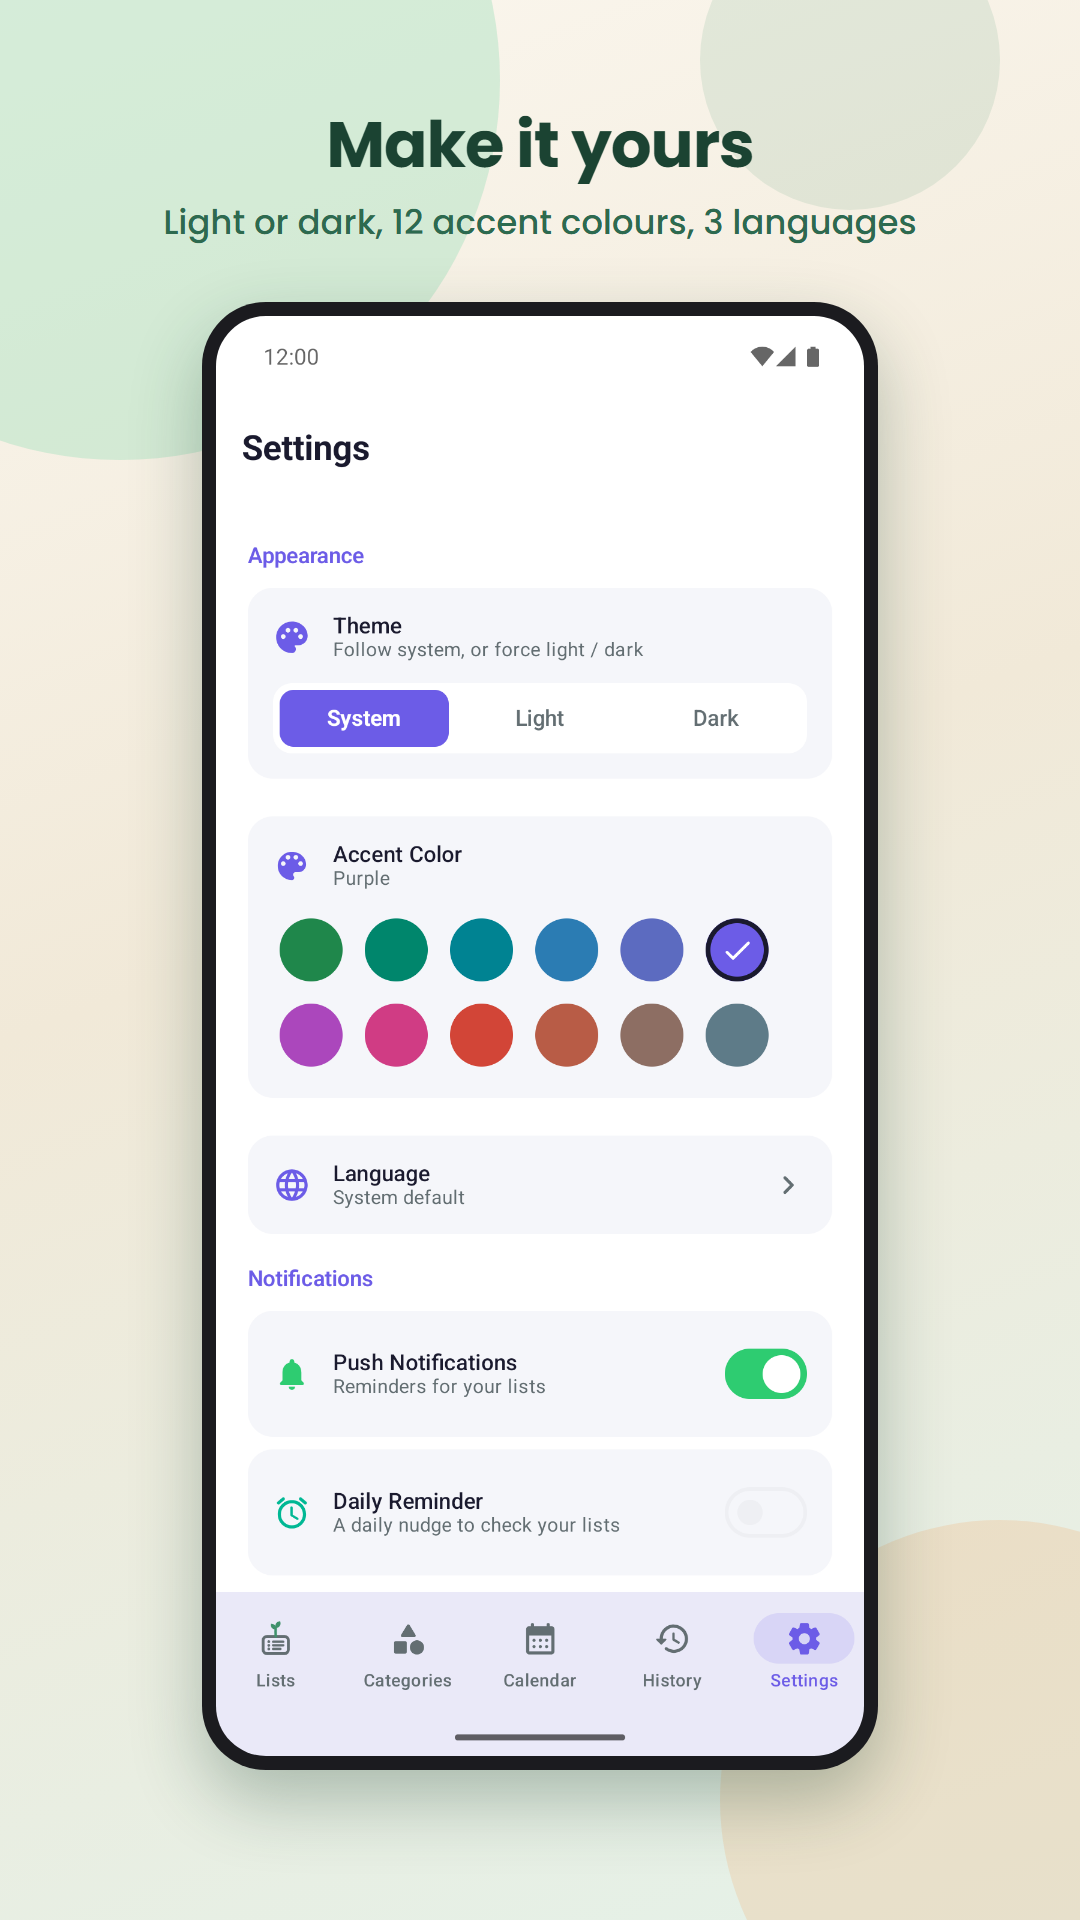 Make it yours
Light or dark, 12 accent colours, 3 languages
12:00
Settings
Appearance
Theme
Follow system, or force light / dark
System
Light
Dark
Accent Color
Purple
Language
System default
Notifications
Push Notifications
Reminders for your lists
Daily Reminder
A daily nudge to check your lists
Lists
Categories
Calendar
History
Settings